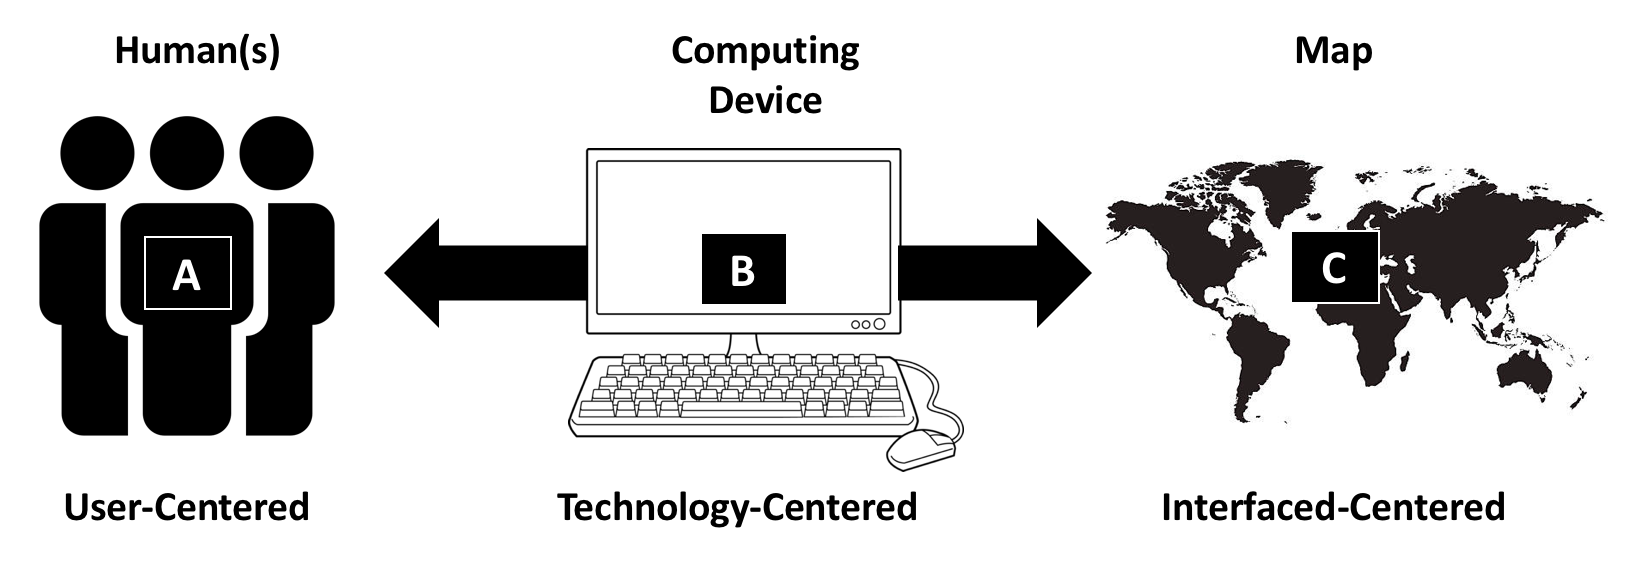 Human(s)
Computing
Device
Map
A
B
C
User-Centered
Technology-Centered
Interfaced-Centered